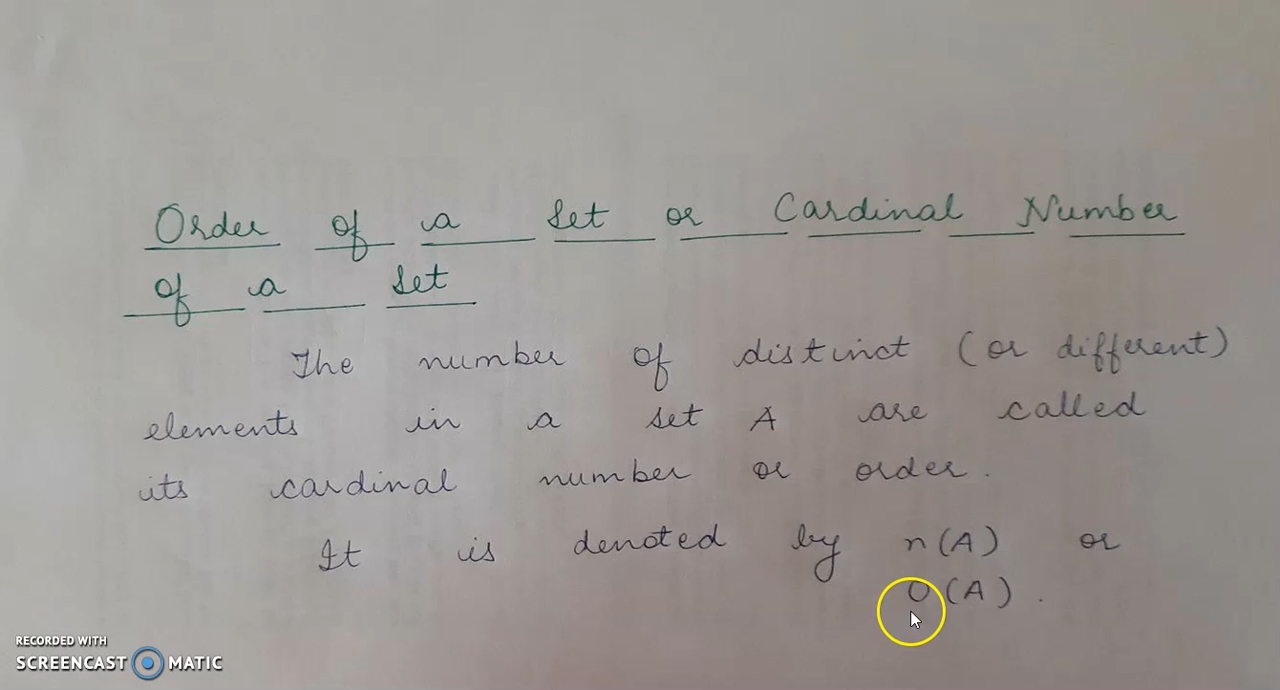 Order of a Set or Cardinal Number
of a Set
The number of distinct (or different)
elements in a set A are called
its cardinal number or order.
It is denoted by n(A) or
O(A).
RECORDED WITH
SCREENCAST MATIC